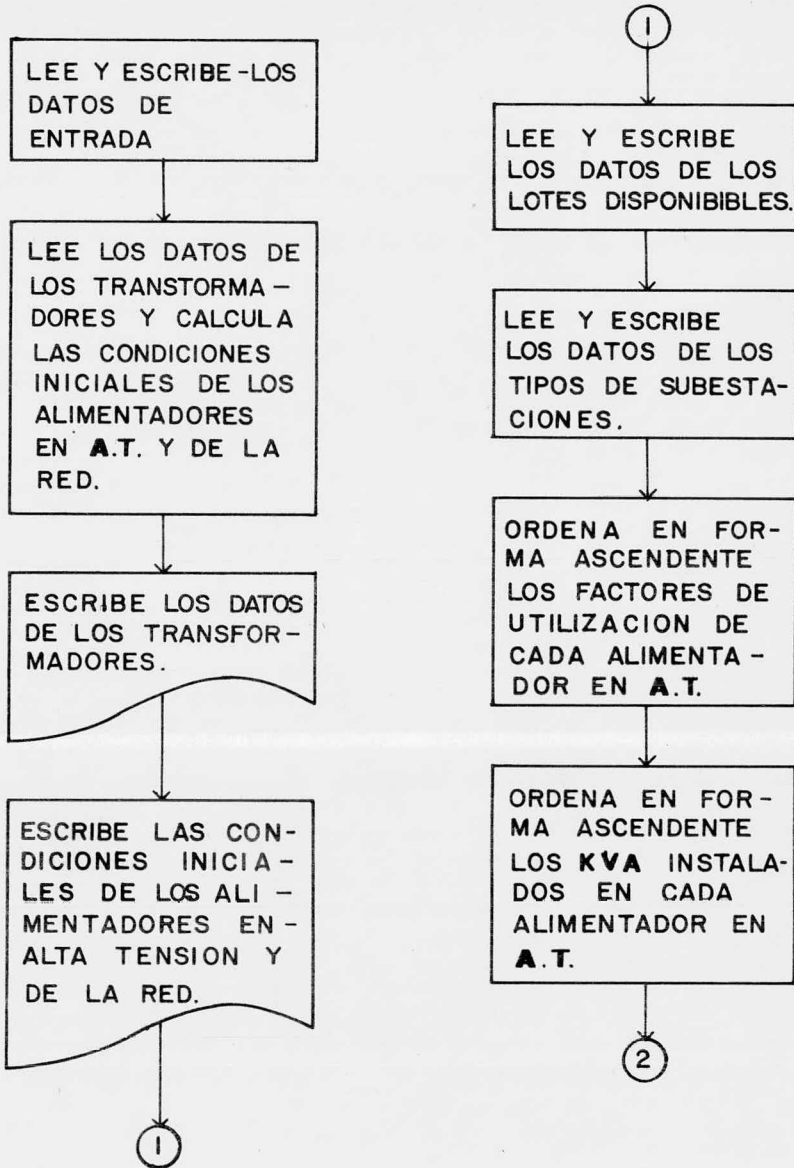 LEE Y ESCRIBE-LOS
DATOS DE
ENTRADA
LEE LOS DATOS DE
LOS TRANSTORMA-
DORES Y CALCULA
LAS CONDICIONES
INICIALES DE LOS
ALIMENTADORES
EN A.T. Y DE LA
RED.
ESCRIBE LOS DATOS
DE LOS TRANSFOR-
MADORES.
ESCRIBE LAS CON-
DICIONES INICIA-
LES DE LOS ALI-
MENTADORES EN-
ALTA TENSION Y
DE LA RED.
1
1
LEE Y ESCRIBE
LOS DATOS DE LOS
LOTES DISPONIBIBLES.
LEE Y ESCRIBE
LOS DATOS DE LOS
TIPOS DE SUBESTA-
CIONES.
ORDENA EN FOR-
MA ASCENDENTE
LOS FACTORES DE
UTILIZACION DE
CADA ALIMENTA-
DOR EN A.T.
ORDENA EN FOR-
MA ASCENDENTE
LOS KVA INSTALA-
DOS EN CADA
ALIMENTADOR EN
A.T.
2